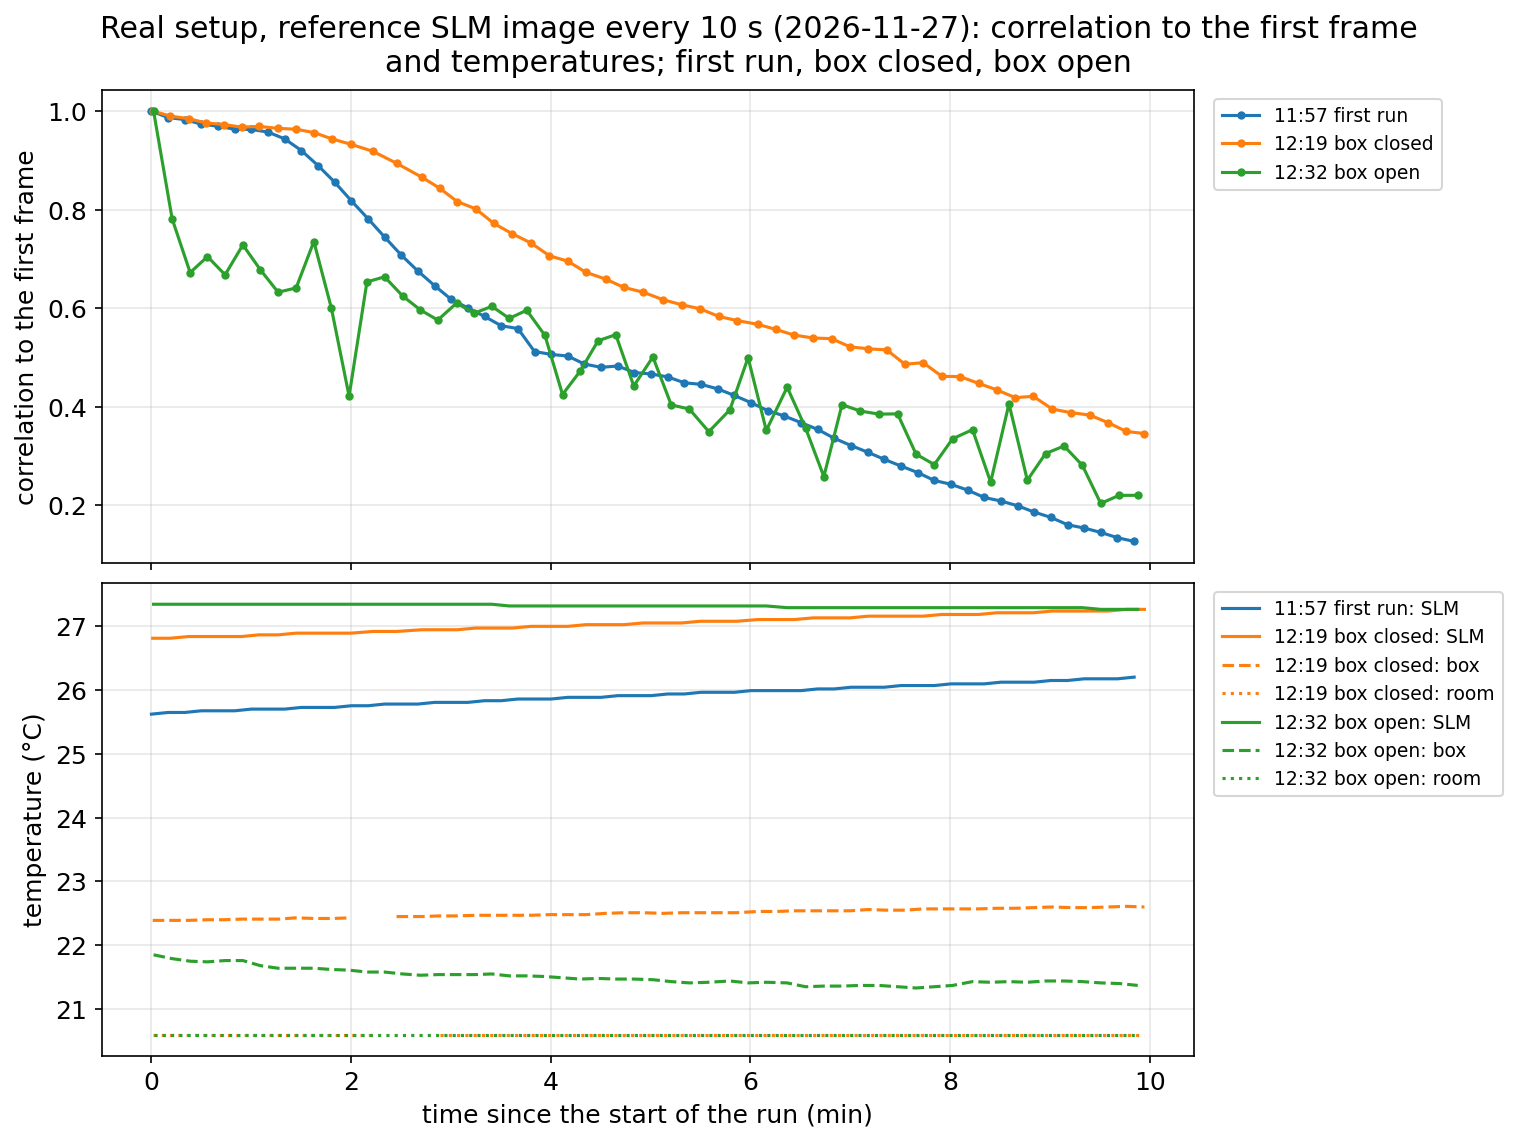 Real setup, reference SLM image every 10 s (2026-11-27): correlation to the first frame
and temperatures; first run, box closed, box open
correlation to the first frame
1.0
0.8
0.6
0.4
0.2
11:57 first run
12:19 box closed
12:32 box open
temperature (°C)
27
26
25
24
23
22
21
11:57 first run: SLM
12:19 box closed: SLM
12:19 box closed: box
12:19 box closed: room
12:32 box open: SLM
12:32 box open: box
12:32 box open: room
0 2 4 6 8 10
time since the start of the run (min)